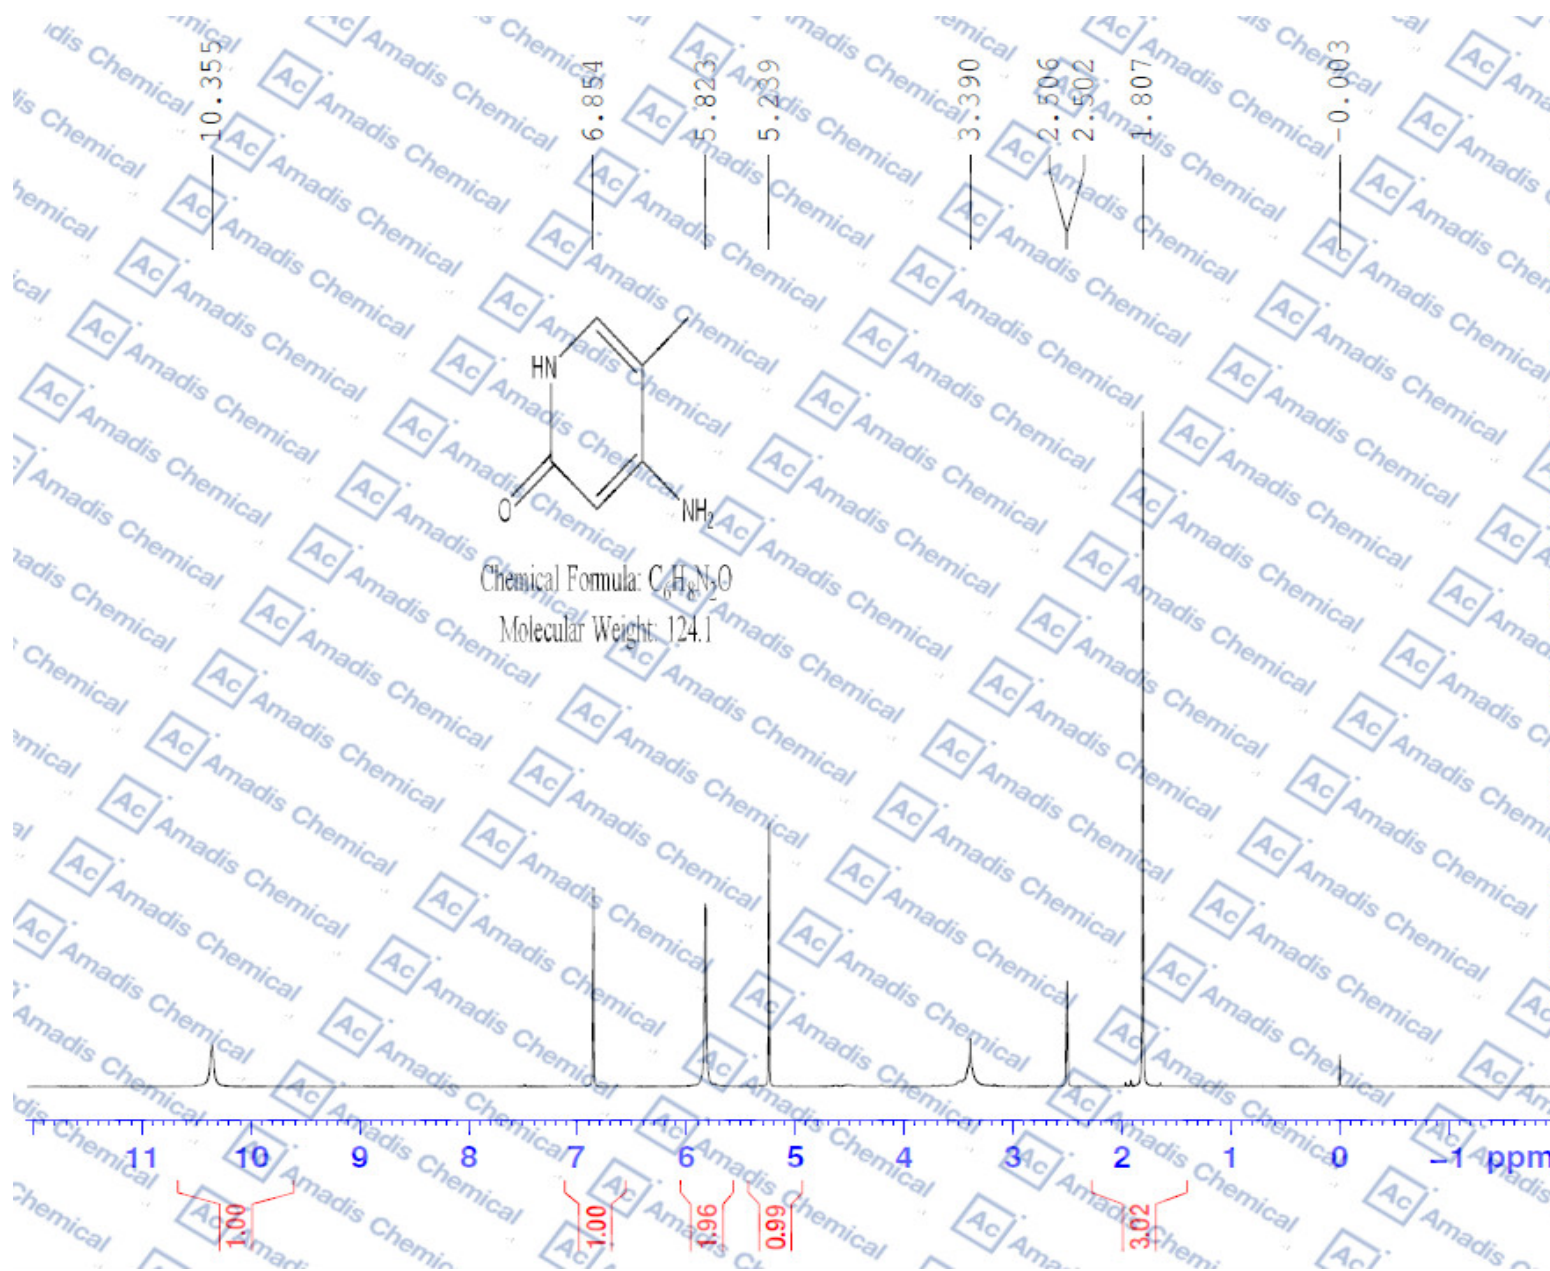 10.355
6.854
5.823
5.239
3.390
2.506
2.502
1.807
-0.003
HN
O
NH2
Chemical Formula: C6H8N2O
Molecular Weight: 124.1
11 10 9 8 7 6 5 4 3 2 1 0 -1 ppm
1.00
1.00
1.96
0.99
3.02
Ac Amadis Chemical